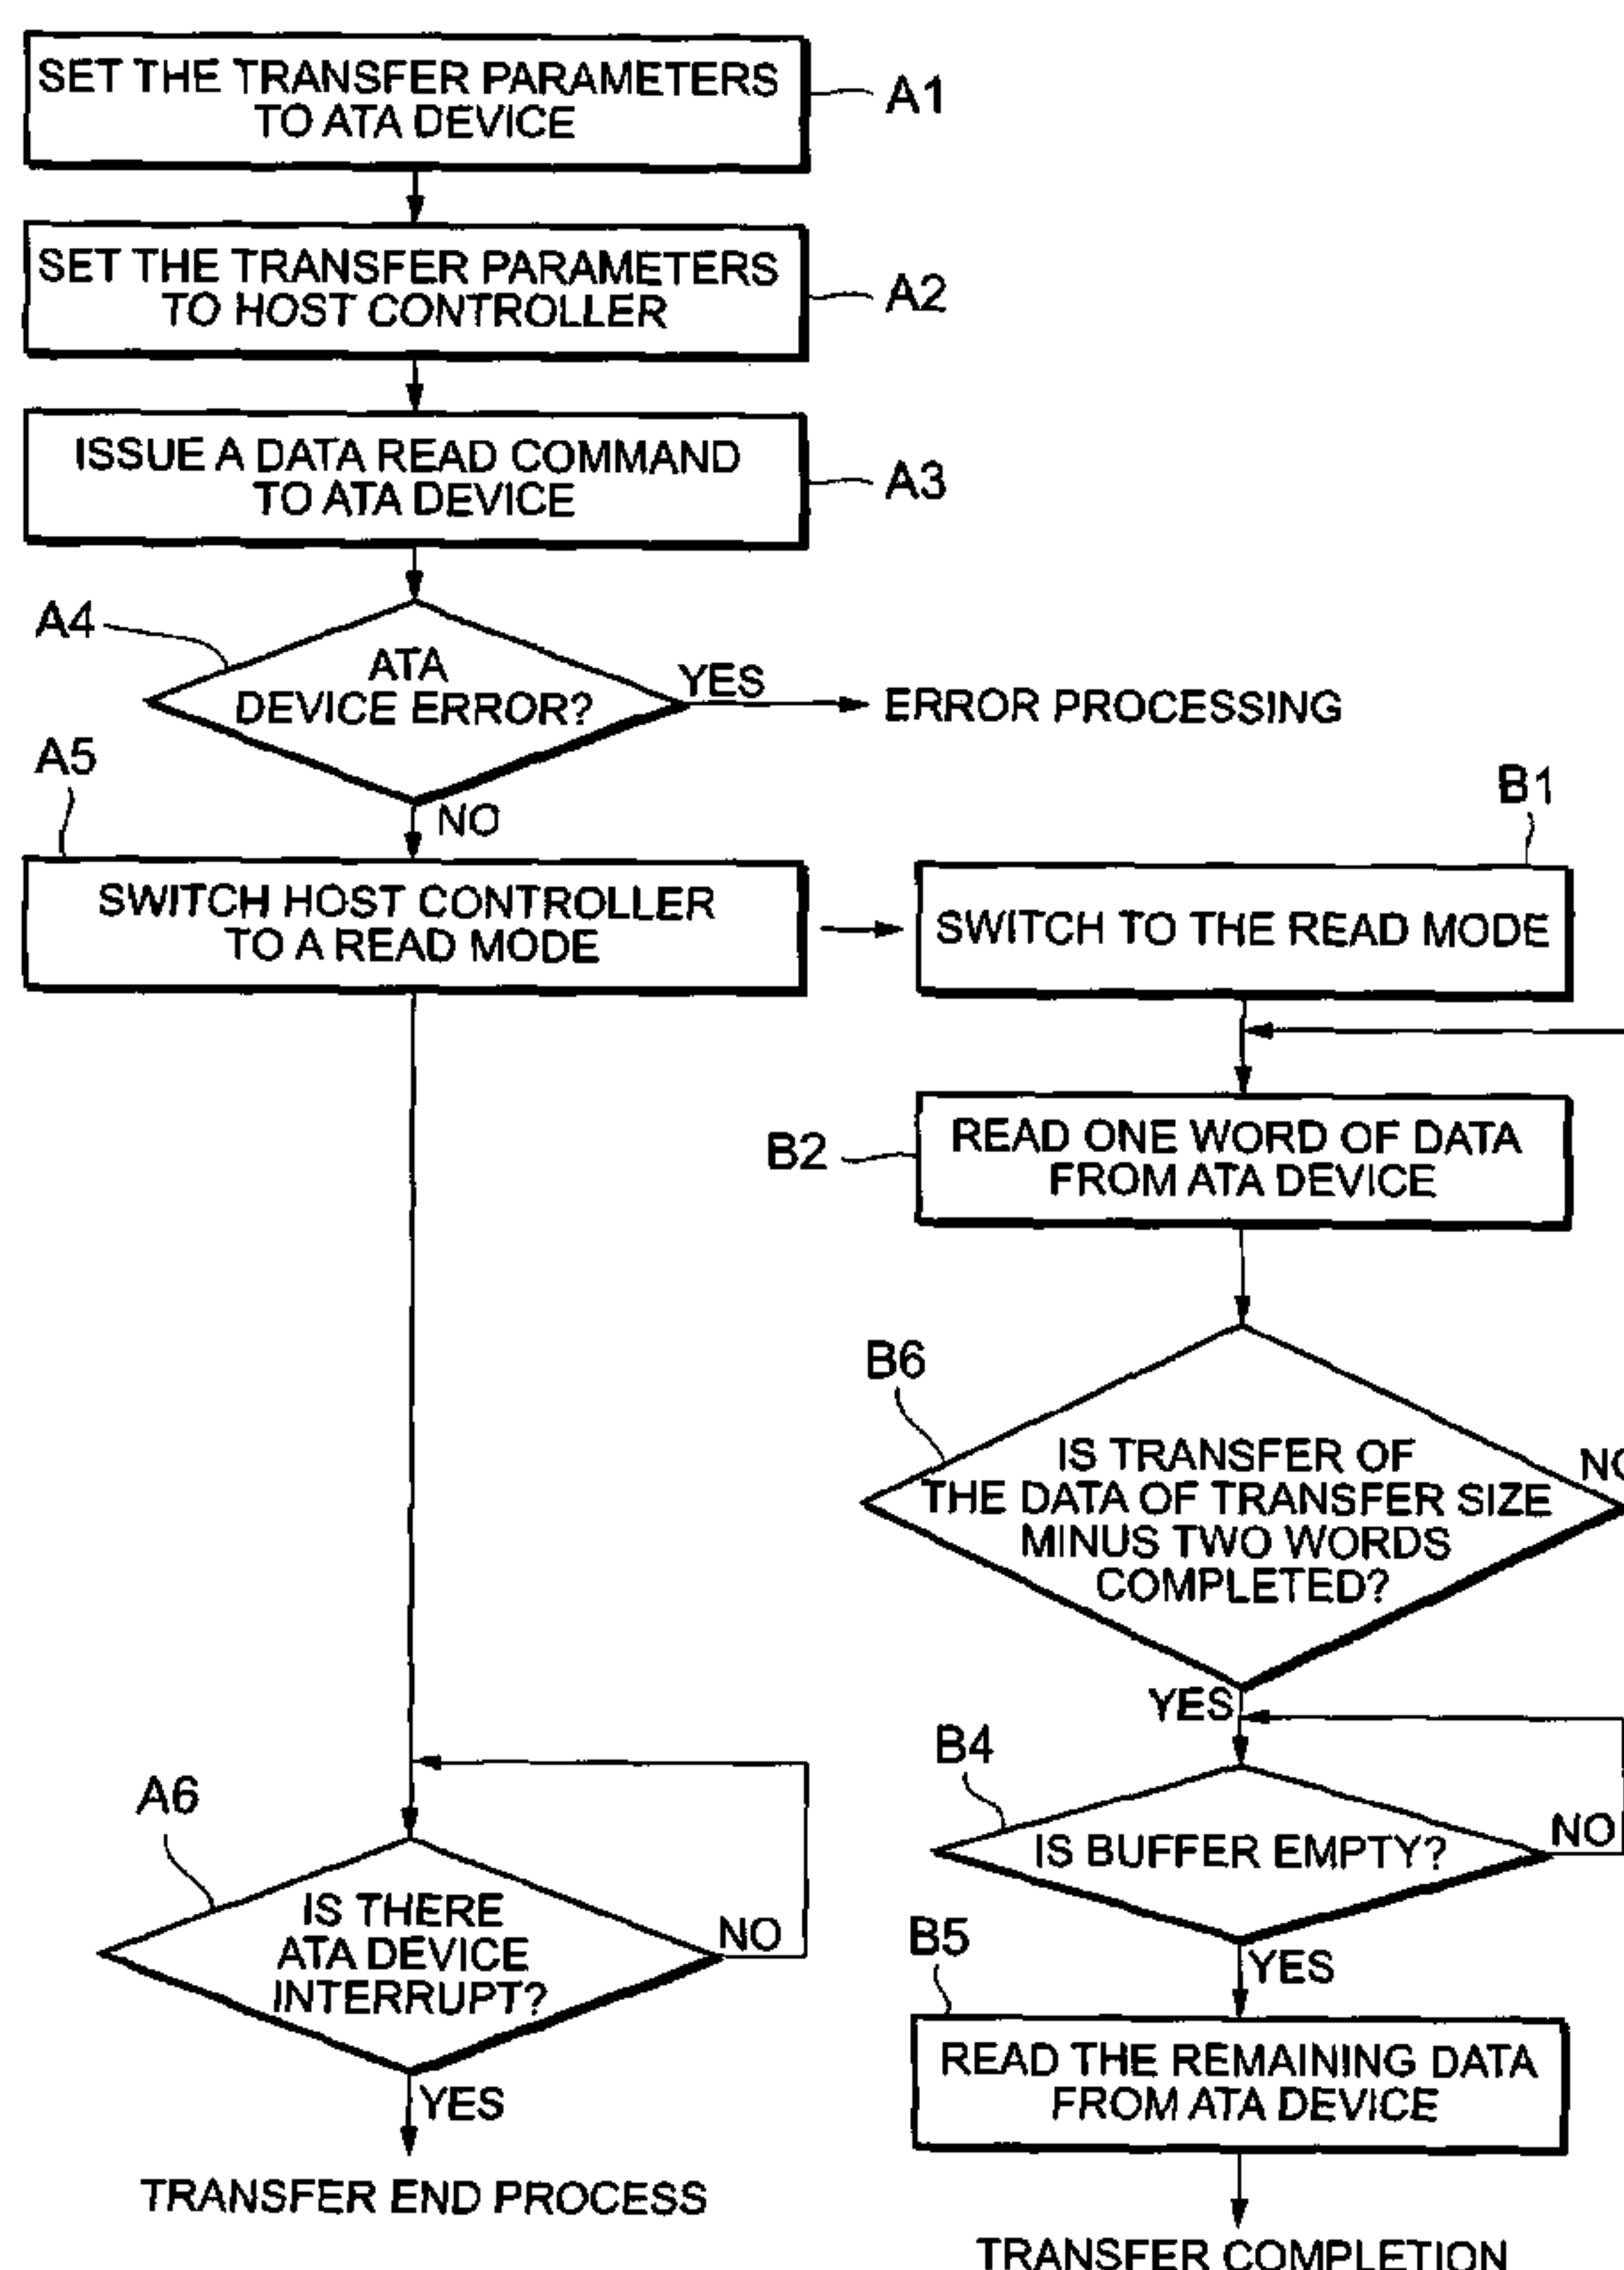 SET THE TRANSFER PARAMETERS
TO ATA DEVICE
A1
SET THE TRANSFER PARAMETERS
TO HOST CONTROLLER
A2
ISSUE A DATA READ COMMAND
TO ATA DEVICE
A3
A4
ATA
DEVICE ERROR?
YES
ERROR PROCESSING
NO
A5
SWITCH HOST CONTROLLER
TO A READ MODE
B1
SWITCH TO THE READ MODE
B2
READ ONE WORD OF DATA
FROM ATA DEVICE
B6
IS TRANSFER OF
THE DATA OF TRANSFER SIZE
MINUS TWO WORDS
COMPLETED?
NO
YES
B4
IS BUFFER EMPTY?
NO
YES
A6
IS THERE
ATA DEVICE
INTERRUPT?
NO
YES
TRANSFER END PROCESS
B5
READ THE REMAINING DATA
FROM ATA DEVICE
TRANSFER COMPLETION